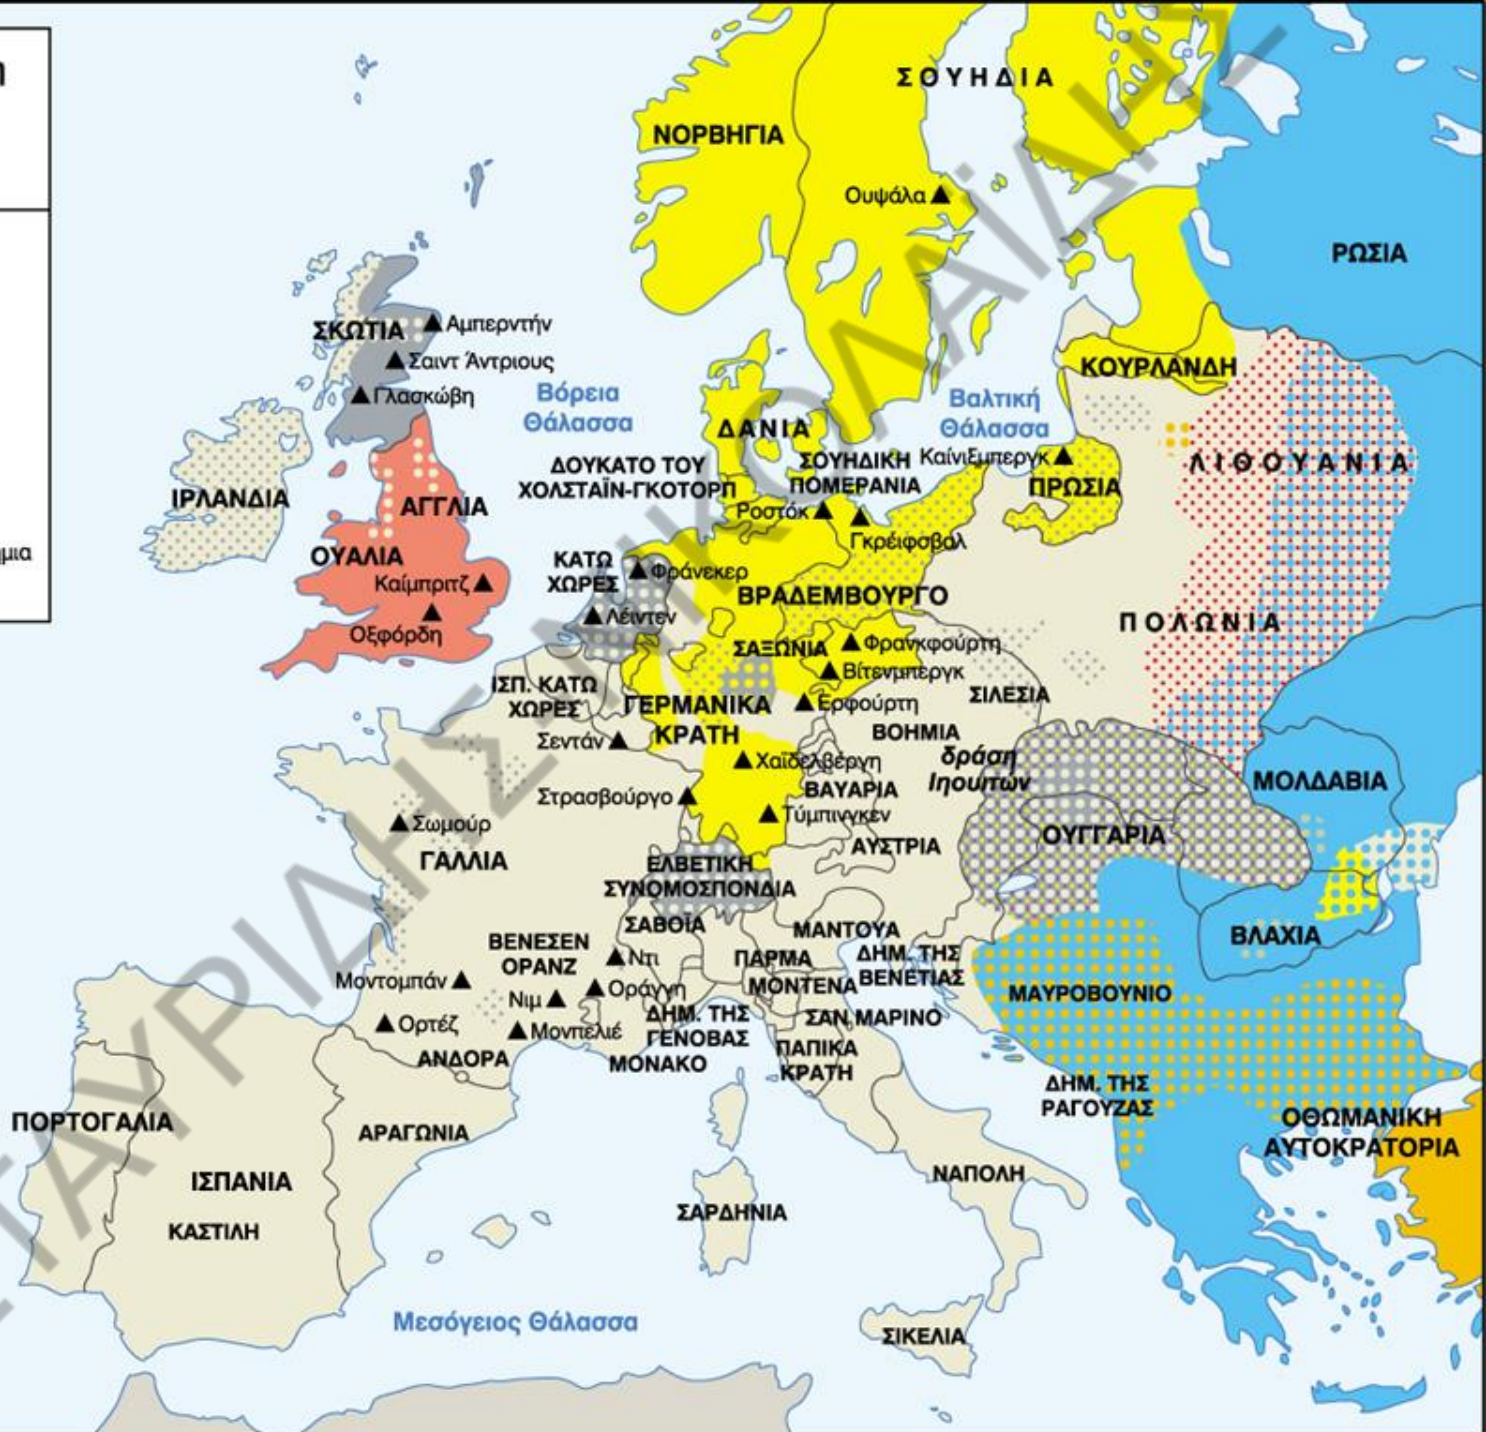 η
μια
ΝΟΡΒΗΓΙΑ
ΣΟΥΗΔΙΑ
Ουψάλα
ΡΩΣΙΑ
ΣΚΩΤΙΑ
Αμπερντήν
Σαιντ Άντριους
Γλασκώβη
Βόρεια
Θάλασσα
Βαλτική
Θάλασσα
ΚΟΥΡΛΑΝΔΗ
ΔΑΝΙΑ
ΛΙΘΟΥΑΝΙΑ
ΔΟΥΚΑΤΟ ΤΟΥ
ΧΟΛΣΤΑΪΝ-ΓΚΟΤΟΡΠ
ΣΟΥΗΔΙΚΗ
ΠΟΜΕΡΑΝΙΑ
Καίνιξμπεργκ
ΠΡΩΣΙΑ
ΙΡΛΑΝΔΙΑ
ΑΓΓΛΙΑ
ΟΥΑΛΙΑ
Καίμπριτζ
Οξφόρδη
Ροστόκ
Γκρέιφσβαλ
ΚΑΤΩ
ΧΩΡΕΣ
Φράνεκερ
Λέιντεν
ΒΡΑΔΕΜΒΟΥΡΓΟ
ΠΟΛΩΝΙΑ
ΣΑΞΩΝΙΑ
Φρανκφούρτη
Βίτενμπεργκ
ΙΣΠ. ΚΑΤΩ
ΧΩΡΕΣ
ΓΕΡΜΑΝΙΚΑ
ΚΡΑΤΗ
Ερφούρτη
ΣΙΛΕΣΙΑ
ΒΟΗΜΙΑ
Σεντάν
Χαϊδελβέργη
δράση
Ιησυιτών
ΜΟΛΔΑΒΙΑ
Στρασβούργο
ΒΑΥΑΡΙΑ
Τύμπινγκεν
Σωμούρ
ΓΑΛΛΙΑ
ΑΥΣΤΡΙΑ
ΟΥΓΓΑΡΙΑ
ΕΛΒΕΤΙΚΗ
ΣΥΝΟΜΟΣΠΟΝΔΙΑ
ΣΑΒΟΪΑ
ΜΑΝΤΟΥΑ
ΒΛΑΧΙΑ
ΒΕΝΕΣΕΝ
ΟΡΑΝΖ
Ντι
ΠΑΡΜΑ
ΔΗΜ. ΤΗΣ
ΒΕΝΕΤΙΑΣ
Μοντομπάν
Νιμ
Οράγγη
ΜΟΝΤΕΝΑ
ΜΑΥΡΟΒΟΥΝΙΟ
Ορτέζ
Μονπελιέ
ΔΗΜ. ΤΗΣ
ΓΕΝΟΒΑΣ
ΣΑΝ ΜΑΡΙΝΟ
ΑΝΔΟΡΑ
ΜΟΝΑΚΟ
ΠΑΠΙΚΑ
ΚΡΑΤΗ
ΔΗΜ. ΤΗΣ
ΡΑΓΟΥΖΑΣ
ΟΘΩΜΑΝΙΚΗ
ΑΥΤΟΚΡΑΤΟΡΙΑ
ΠΟΡΤΟΓΑΛΙΑ
ΑΡΑΓΩΝΙΑ
ΙΣΠΑΝΙΑ
ΚΑΣΤΙΛΗ
ΣΑΡΔΗΝΙΑ
ΝΑΠΟΛΗ
Μεσόγειος Θάλασσα
ΣΙΚΕΛΙΑ
ΤΑΥΡΙΔΗΣ ΝΙΚΟΛΑΪΔΗΣ